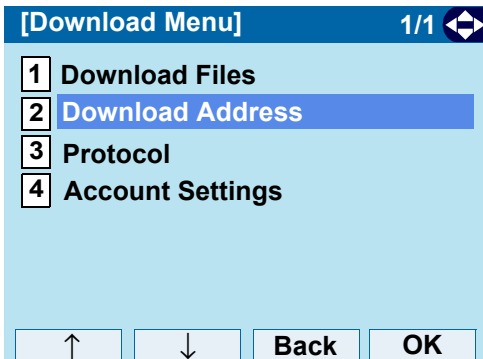 [Download Menu] 1/1
1 Download Files
2 Download Address
3 Protocol
4 Account Settings
↑ ↓ Back OK